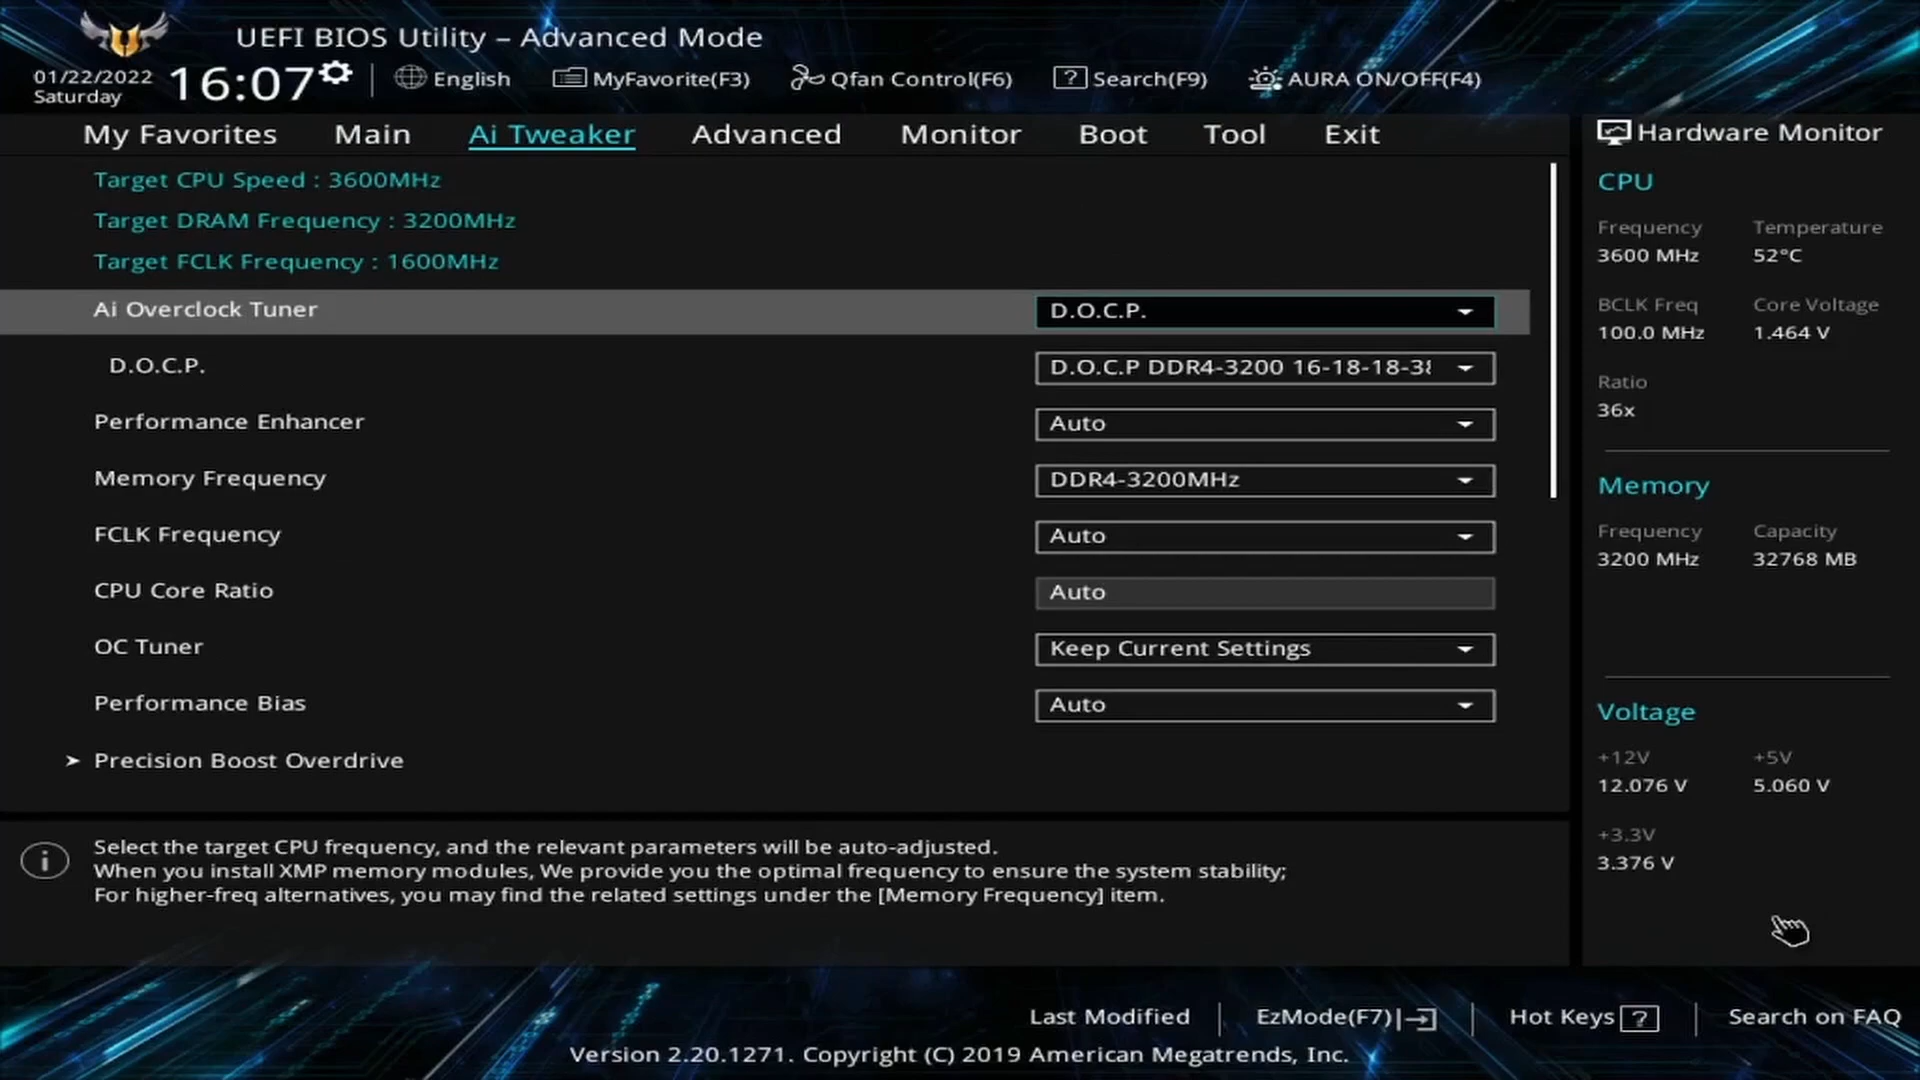 UEFI BIOS Utility – Advanced Mode
01/22/2022
Saturday
16:07
English
MyFavorite(F3)
Qfan Control(F6)
? Search(F9)
AURA ON/OFF(F4)
My Favorites
Main
Ai Tweaker
Advanced
Monitor
Boot
Tool
Exit
Target CPU Speed : 3600MHz
Target DRAM Frequency : 3200MHz
Target FCLK Frequency : 1600MHz
Ai Overclock Tuner
D.O.C.P.
D.O.C.P.
D.O.C.P DDR4-3200 16-18-18-38
Performance Enhancer
Auto
Memory Frequency
DDR4-3200MHz
FCLK Frequency
Auto
CPU Core Ratio
Auto
OC Tuner
Keep Current Settings
Performance Bias
Auto
Precision Boost Overdrive
i
Select the target CPU frequency, and the relevant parameters will be auto-adjusted.
When you install XMP memory modules, We provide you the optimal frequency to ensure the system stability;
For higher-freq alternatives, you may find the related settings under the [Memory Frequency] item.
Hardware Monitor
CPU
Frequency
Temperature
3600 MHz
52°C
BCLK Freq
Core Voltage
100.0 MHz
1.464 V
Ratio
36x
Memory
Frequency
Capacity
3200 MHz
32768 MB
Voltage
+12V
+5V
12.076 V
5.060 V
+3.3V
3.376 V
Last Modified
EzMode(F7)
Hot Keys ?
Search on FAQ
Version 2.20.1271. Copyright (C) 2019 American Megatrends, Inc.